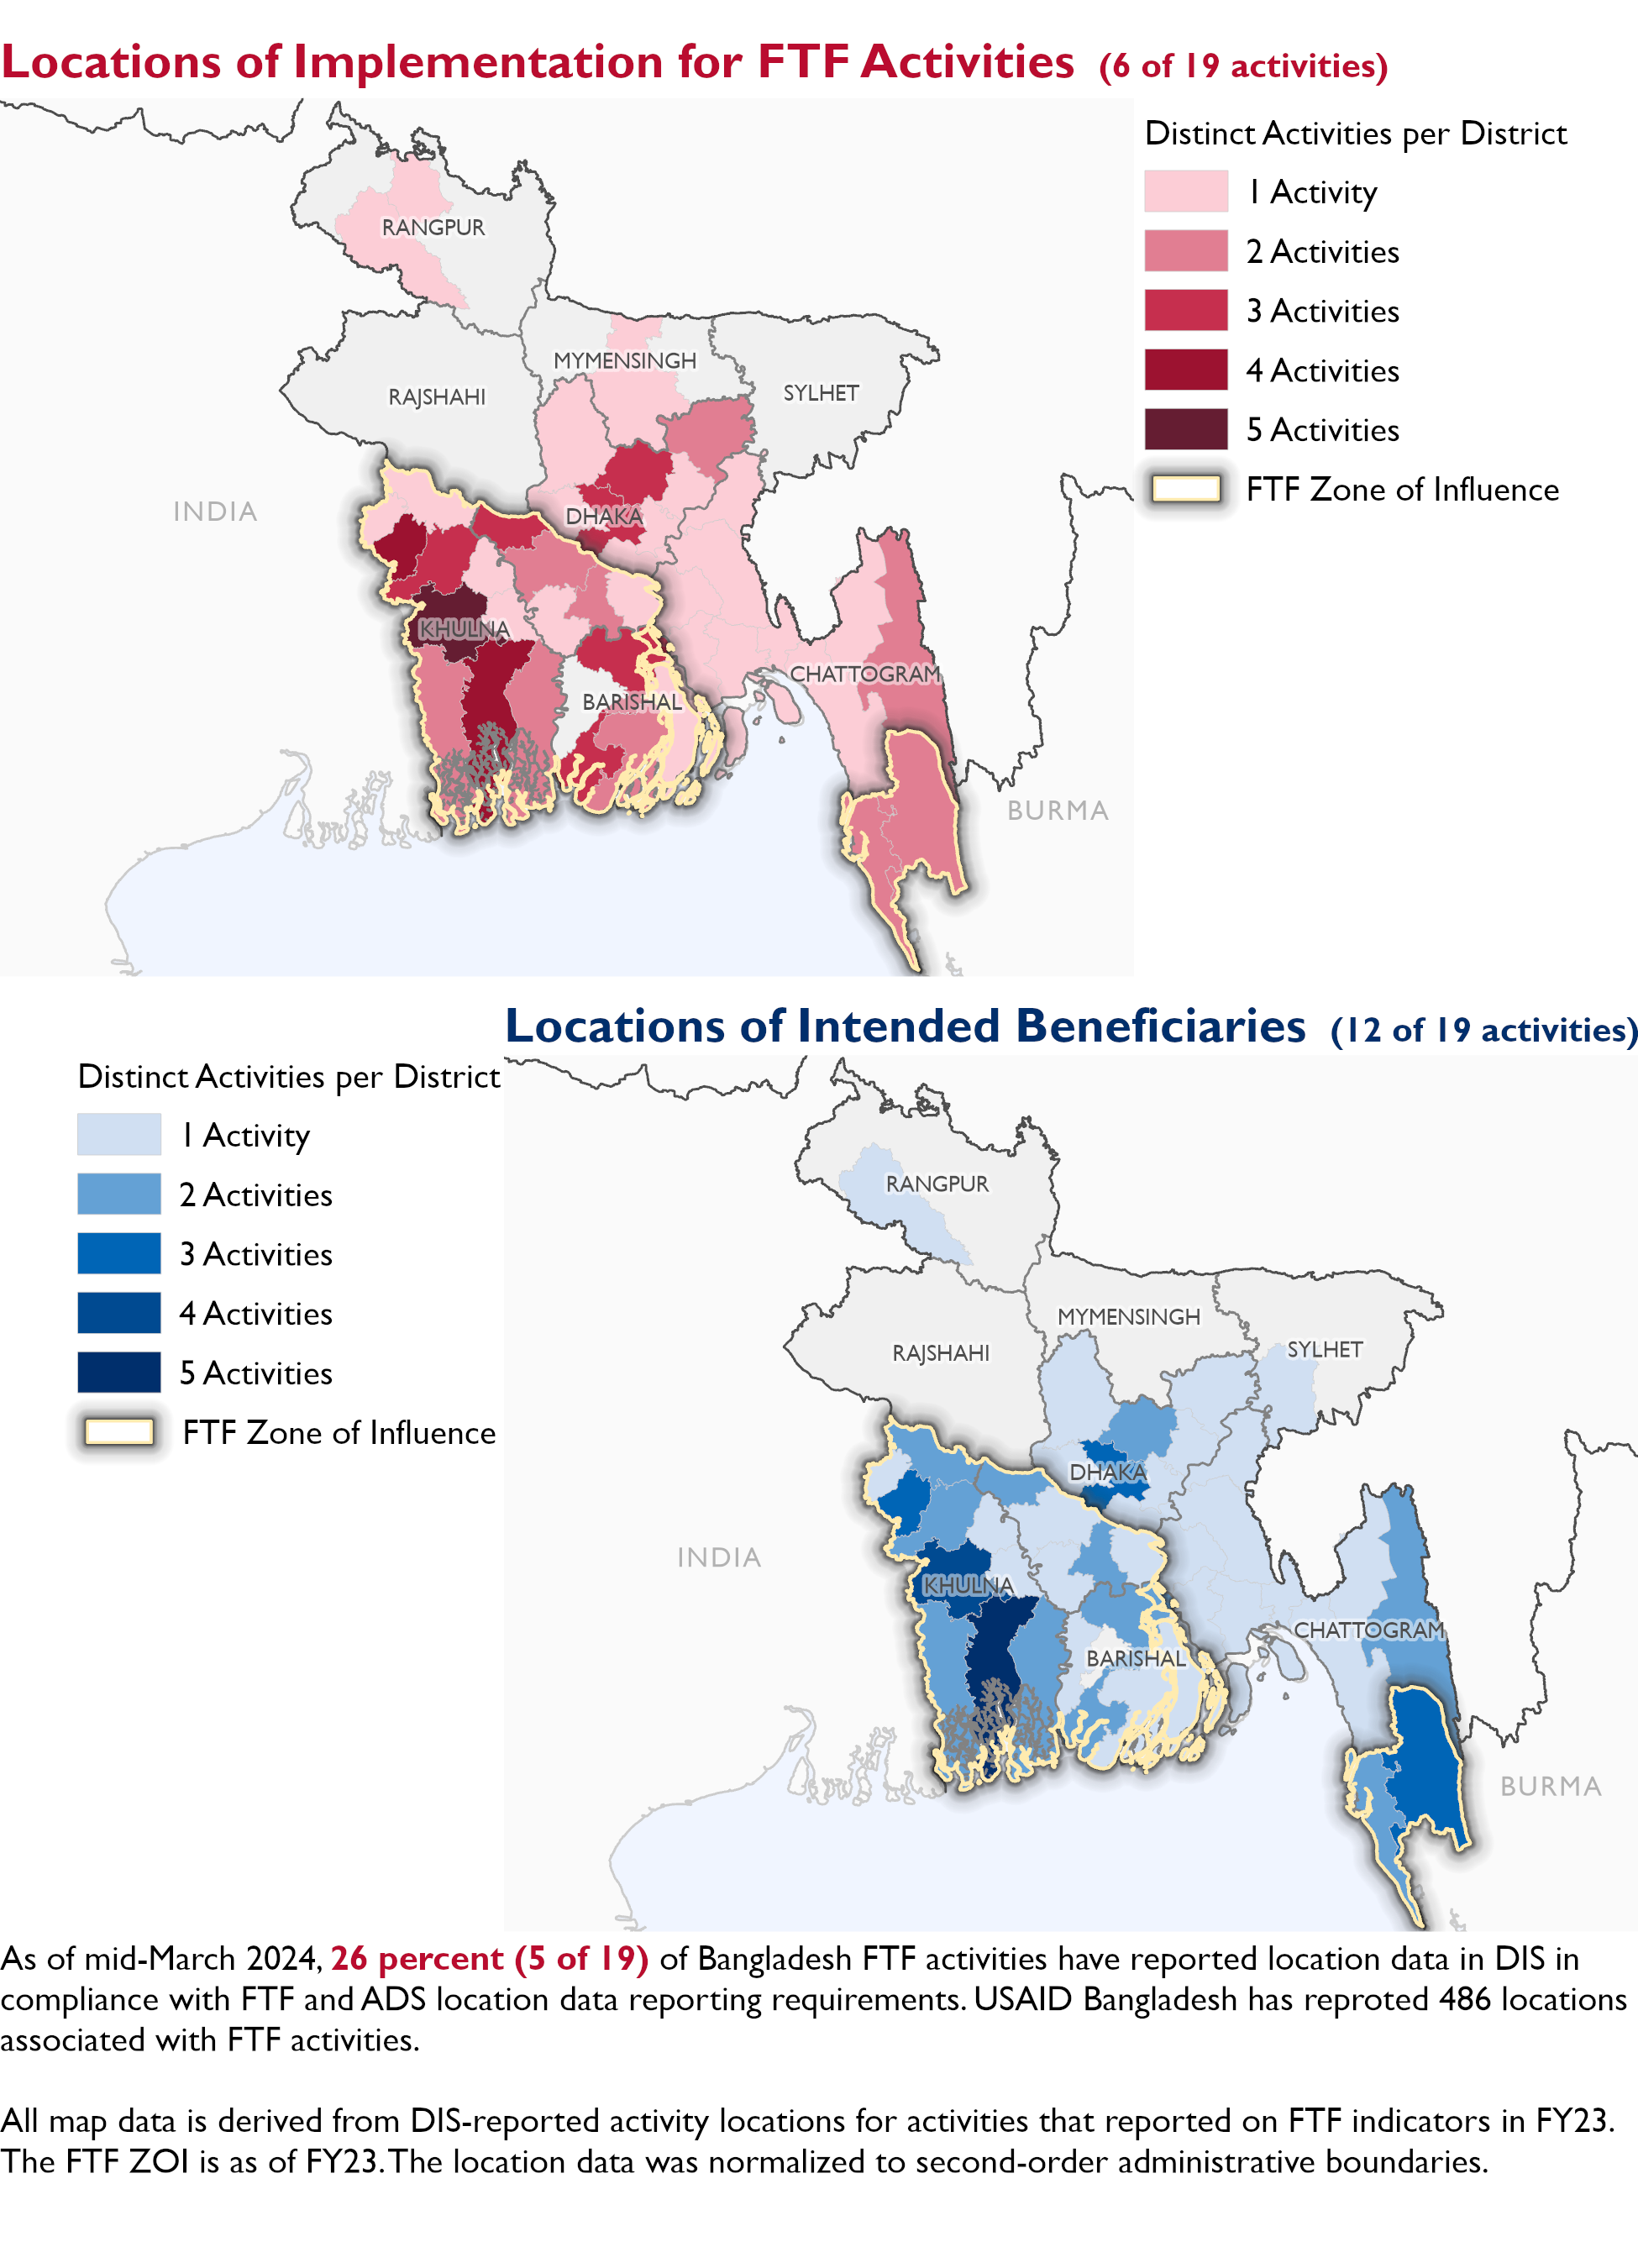 Locations of Implementation for FTF Activities (6 of 19 activities)
Distinct Activities per District
1 Activity
2 Activities
3 Activities
4 Activities
5 Activities
FTF Zone of Influence
RANGPUR
MYMENSINGH
SYLHET
RAJSHAHI
INDIA
DHAKA
KHULNA
CHATTOGRAM
BARISHAL
BURMA
Locations of Intended Beneficiaries (12 of 19 activities)
Distinct Activities per District
1 Activity
2 Activities
3 Activities
4 Activities
5 Activities
FTF Zone of Influence
RANGPUR
MYMENSINGH
SYLHET
RAJSHAHI
DHAKA
INDIA
KHULNA
CHATTOGRAM
BARISHAL
BURMA
As of mid-March 2024, 26 percent (5 of 19) of Bangladesh FTF activities have reported location data in DIS in
compliance with FTF and ADS location data reporting requirements. USAID Bangladesh has reproted 486 locations
associated with FTF activities.
All map data is derived from DIS-reported activity locations for activities that reported on FTF indicators in FY23.
The FTF ZOI is as of FY23. The location data was normalized to second-order administrative boundaries.